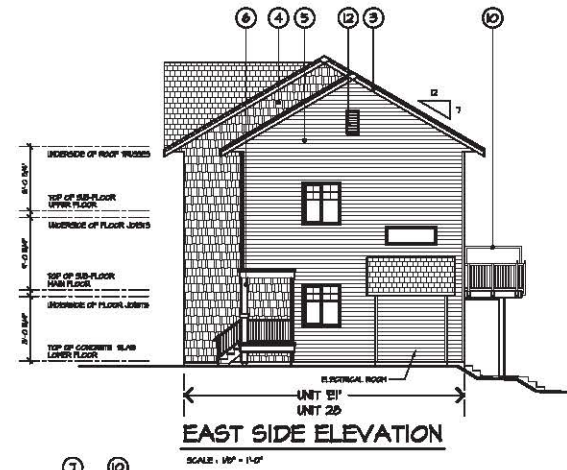 6 4 5 12 3 10
12
7
UNDERSIDE OF ROOF TRUSSES
TOP OF SUB-FLOOR
UPPER FLOOR
UNDERSIDE OF FLOOR JOISTS
10
TOP OF SUB-FLOOR
MAIN FLOOR
UNDERSIDE OF FLOOR JOISTS
TOP OF CONCRETE SLAB
LOWER FLOOR
ELECTRICAL ROOM
UNIT
UNIT 25
EAST SIDE ELEVATION
SCALE : 1/8" = 1'-0"
7 10